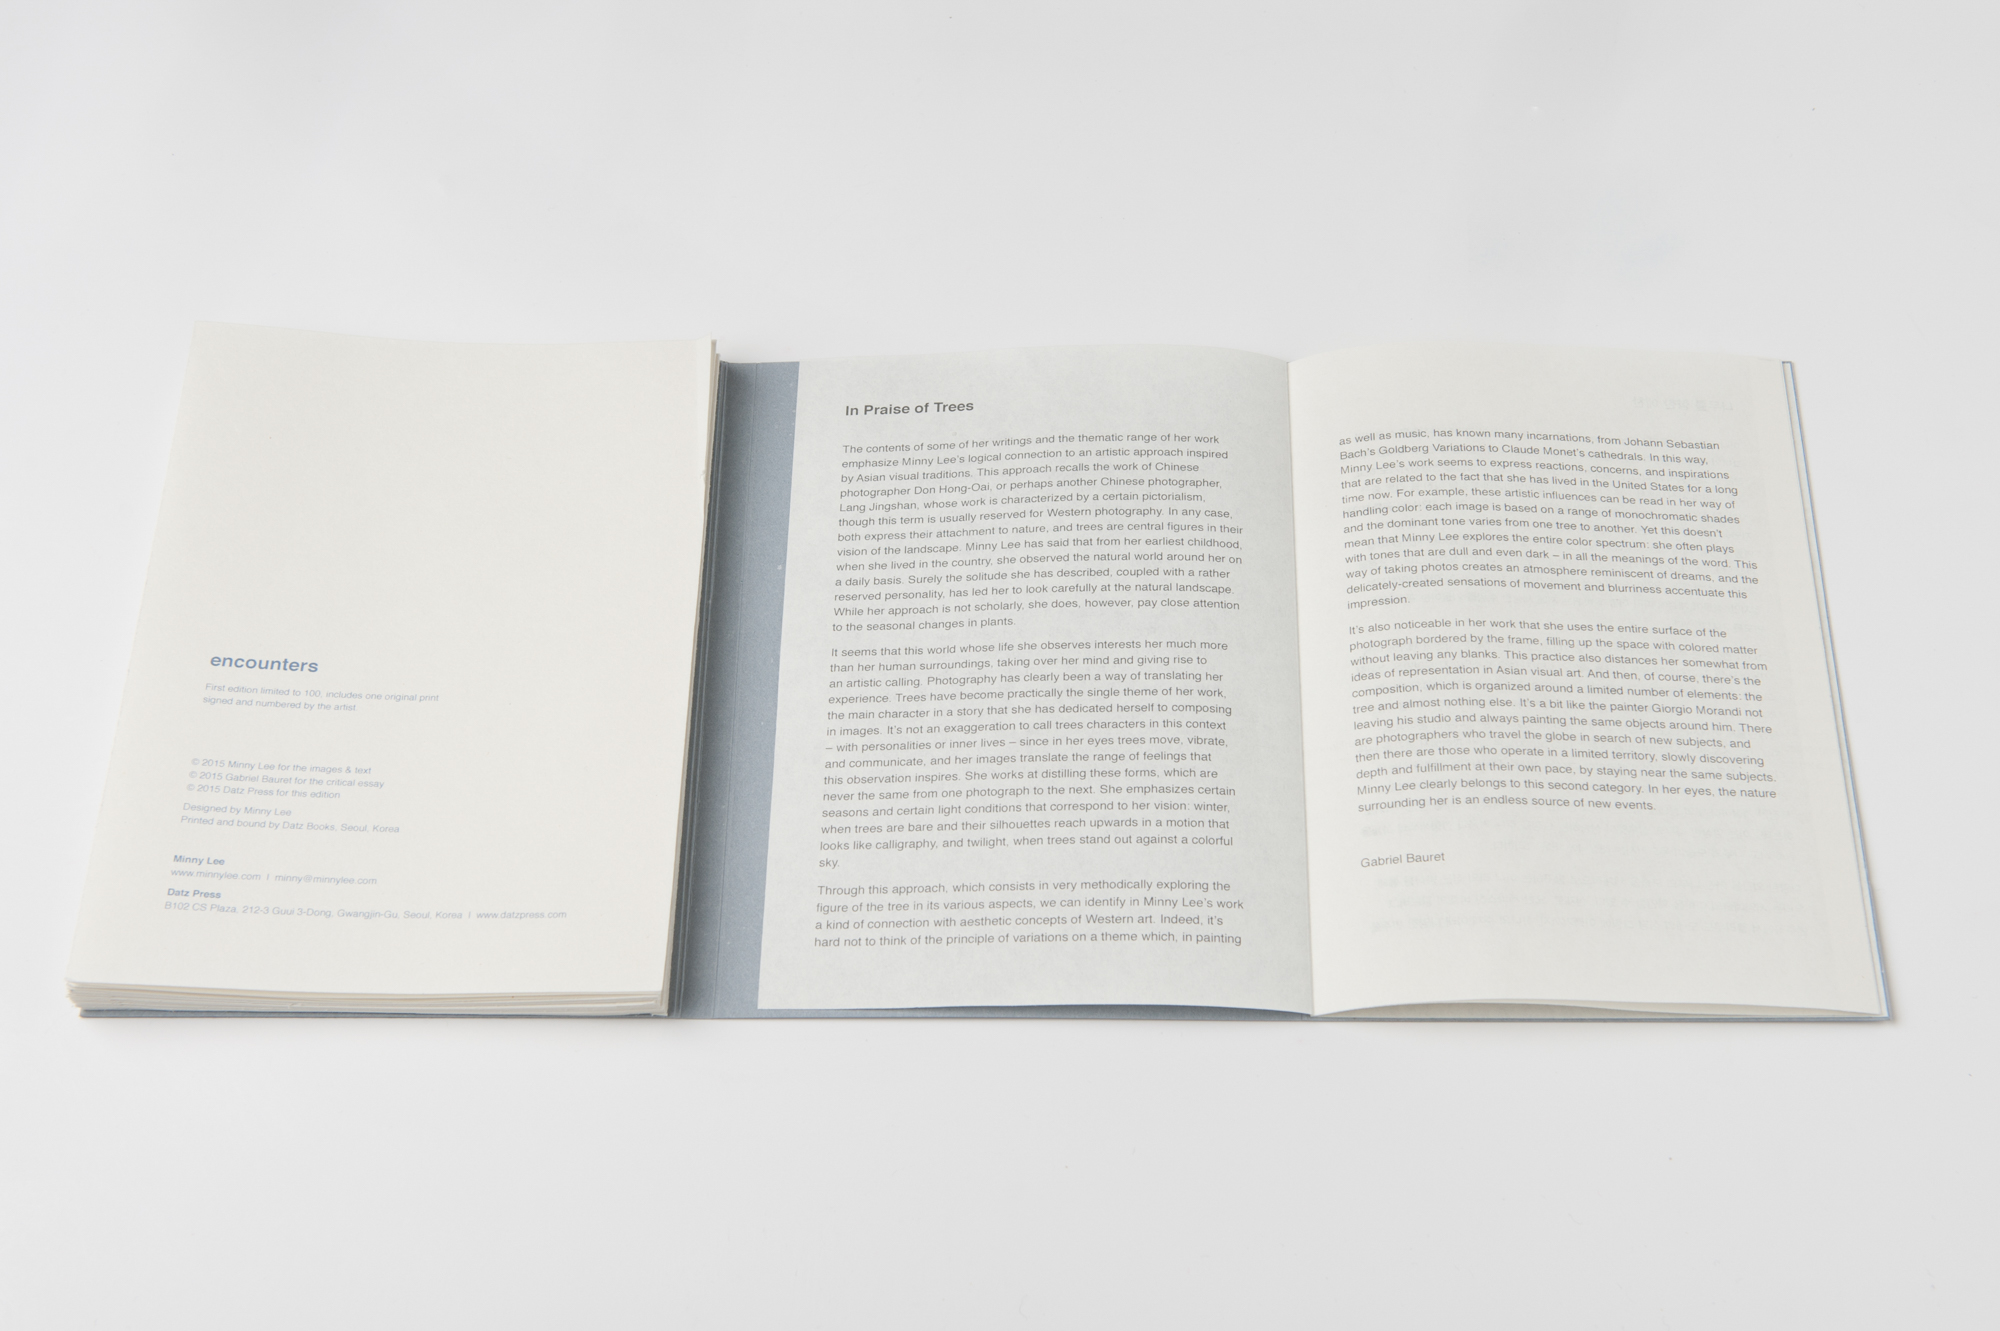 encounters
First edition limited to 100, includes one original print
signed and numbered by the artist
© 2015 Minny Lee for the images & text
© 2015 Gabriel Bauret for the critical essay
© 2015 Datz Press for this edition
Designed by Minny Lee
Printed and bound by Datz Books, Seoul, Korea
Minny Lee
www.minnylee.com I minny@minnylee.com
Datz Press
B102 CS Plaza, 212-3 Guui 3-Dong, Gwangjin-Gu, Seoul, Korea I www.datzpress.com
In Praise of Trees
The contents of some of her writings and the thematic range of her work
emphasize Minny Lee's logical connection to an artistic approach inspired
by Asian visual traditions. This approach recalls the work of Chinese
photographer Don Hong-Oai, or perhaps another Chinese photographer,
Lang Jingshan, whose work is characterized by a certain pictorialism,
though this term is usually reserved for Western photography. In any case,
both express their attachment to nature, and trees are central figures in their
vision of the landscape. Minny Lee has said that from her earliest childhood,
when she lived in the country, she observed the natural world around her on
a daily basis. Surely the solitude she has described, coupled with a rather
reserved personality, has led her to look carefully at the natural landscape.
While her approach is not scholarly, she does, however, pay close attention
to the seasonal changes in plants.
It seems that this world whose life she observes interests her much more
than her human surroundings, taking over her mind and giving rise to
an artistic calling. Photography has clearly been a way of translating her
experience. Trees have become practically the single theme of her work,
the main character in a story that she has dedicated herself to composing
in images. It's not an exaggeration to call trees characters in this context
– with personalities or inner lives – since in her eyes trees move, vibrate,
and communicate, and her images translate the range of feelings that
this observation inspires. She works at distilling these forms, which are
never the same from one photograph to the next. She emphasizes certain
seasons and certain light conditions that correspond to her vision: winter,
when trees are bare and their silhouettes reach upwards in a motion that
looks like calligraphy, and twilight, when trees stand out against a colorful
sky.
Through this approach, which consists in very methodically exploring the
figure of the tree in its various aspects, we can identify in Minny Lee's work
a kind of connection with aesthetic concepts of Western art. Indeed, it's
hard not to think of the principle of variations on a theme which, in painting
as well as music, has known many incarnations, from Johann Sebastian
Bach's Goldberg Variations to Claude Monet's cathedrals. In this way,
Minny Lee's work seems to express reactions, concerns, and inspirations
that are related to the fact that she has lived in the United States for a long
time now. For example, these artistic influences can be read in her way of
handling color: each image is based on a range of monochromatic shades
and the dominant tone varies from one tree to another. Yet this doesn't
mean that Minny Lee explores the entire color spectrum: she often plays
with tones that are dull and even dark – in all the meanings of the word. This
way of taking photos creates an atmosphere reminiscent of dreams, and the
delicately-created sensations of movement and blurriness accentuate this
impression.
It's also noticeable in her work that she uses the entire surface of the
photograph bordered by the frame, filling up the space with colored matter
without leaving any blanks. This practice also distances her somewhat from
ideas of representation in Asian visual art. And then, of course, there's the
composition, which is organized around a limited number of elements: the
tree and almost nothing else. It's a bit like the painter Giorgio Morandi not
leaving his studio and always painting the same objects around him. There
are photographers who travel the globe in search of new subjects, and
then there are those who operate in a limited territory, slowly discovering
depth and fulfillment at their own pace, by staying near the same subjects.
Minny Lee clearly belongs to this second category. In her eyes, the nature
surrounding her is an endless source of new events.
Gabriel Bauret